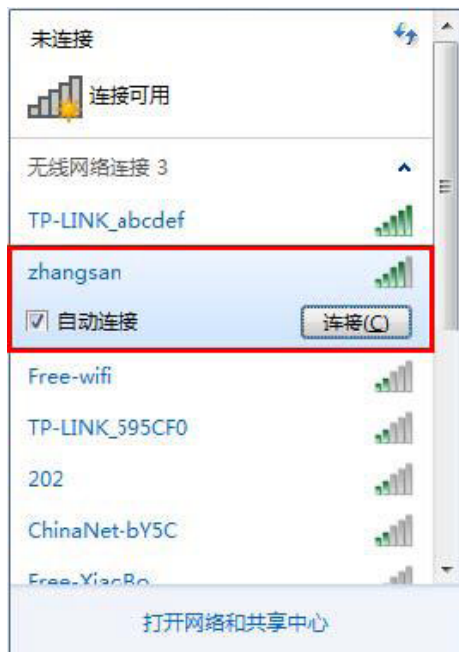 未连接
连接可用
无线网络连接 3
TP-LINK_abcdef
zhangsan
自动连接
连接(C)
Free-wifi
TP-LINK_595CF0
202
ChinaNet-bY5C
Free-XiaoBo
打开网络和共享中心